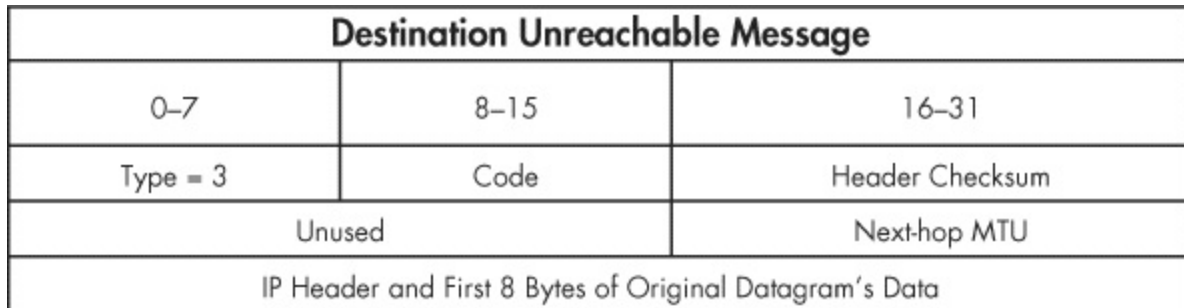 Destination Unreachable Message
0–7 8–15 16–31
Type = 3 Code Header Checksum
Unused Next-hop MTU
IP Header and First 8 Bytes of Original Datagram's Data